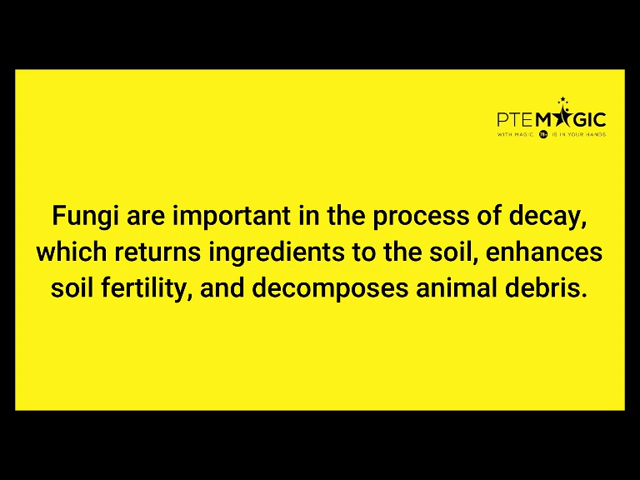 PTEMAGIC
WITH MAGIC 79+ IS IN YOUR HANDS
Fungi are important in the process of decay,
which returns ingredients to the soil, enhances
soil fertility, and decomposes animal debris.